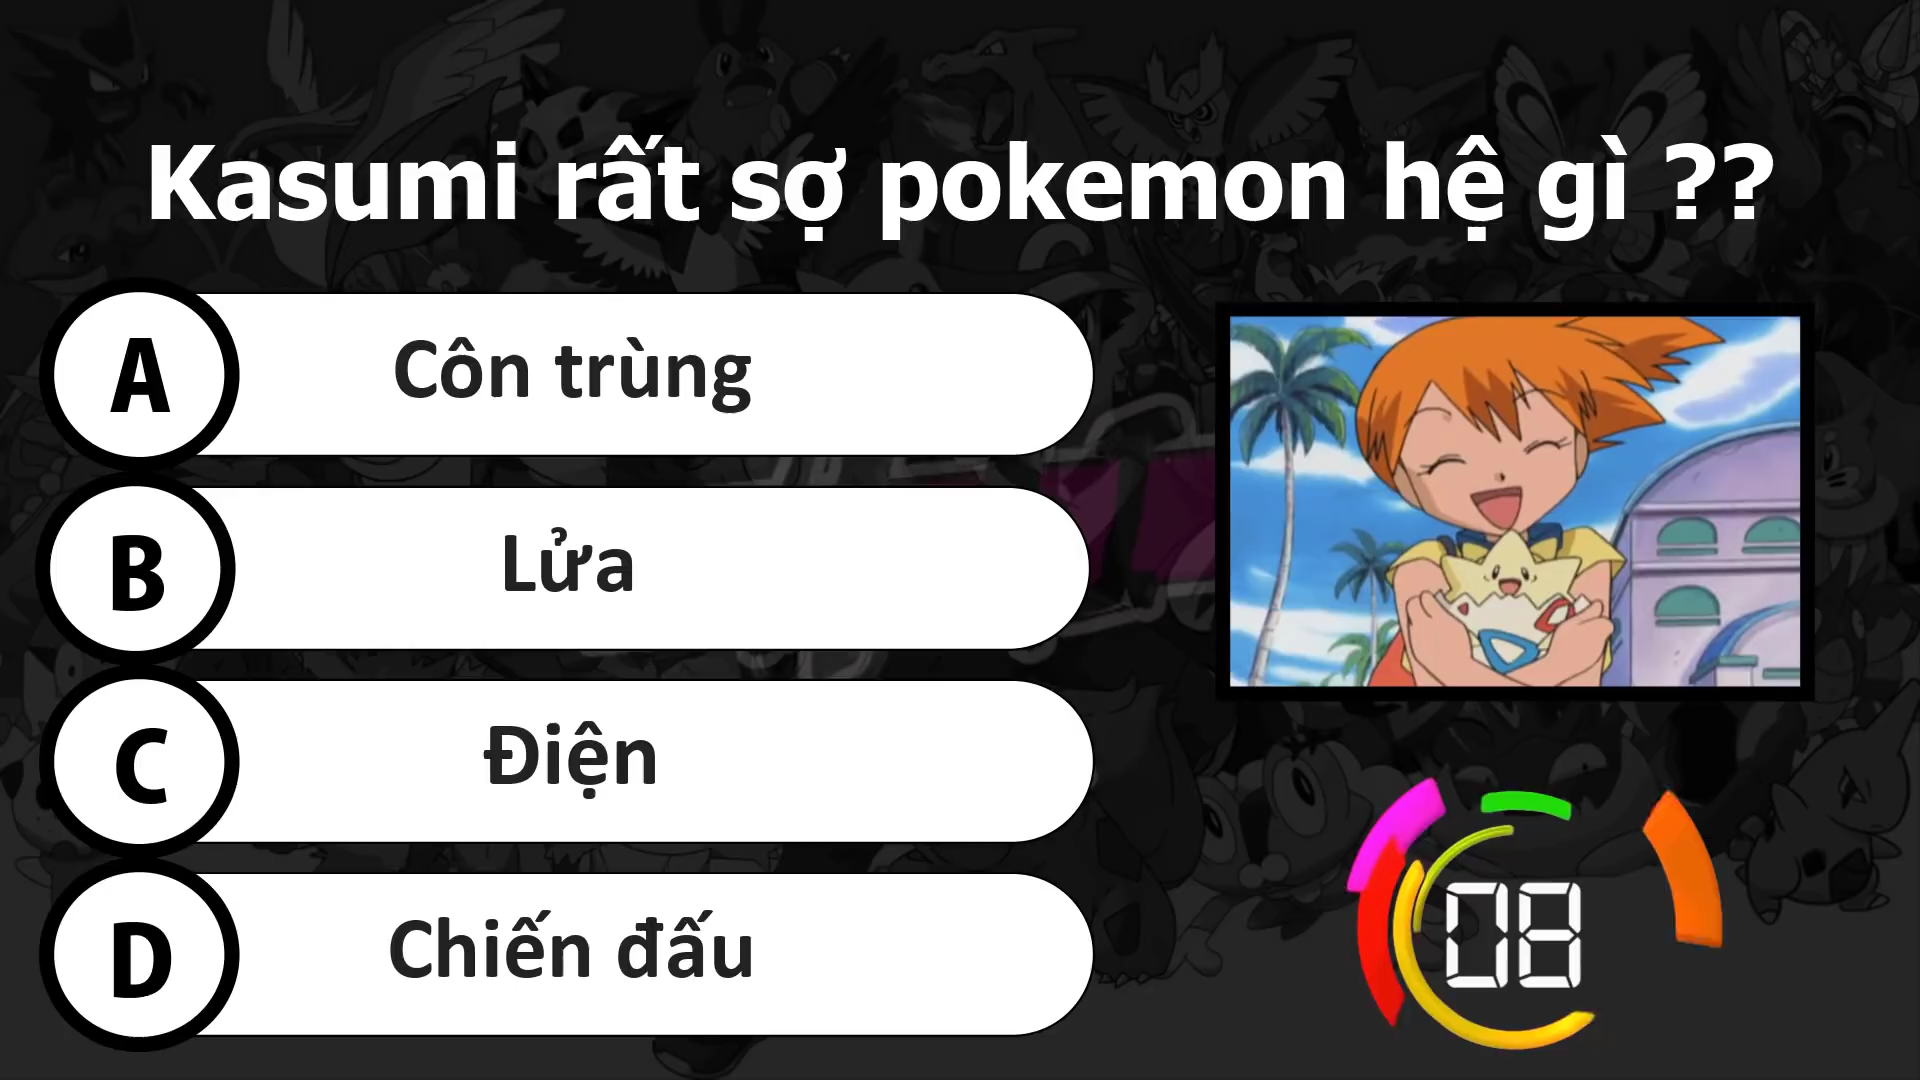 Kasumi rất sợ pokemon hệ gì ??
A Côn trùng
B Lửa
C Điện
D Chiến đấu
08